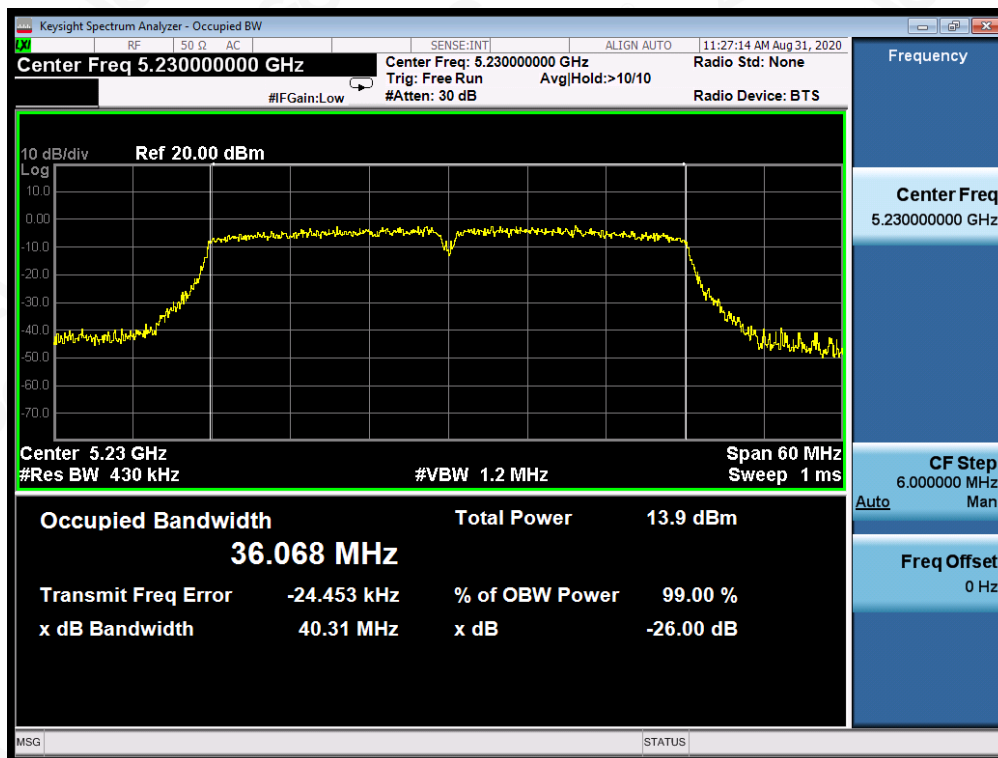 Keysight Spectrum Analyzer - Occupied BW
LXI RF 50 Ω AC SENSE:INT ALIGN AUTO 11:27:14 AM Aug 31, 2020
Center Freq 5.230000000 GHz Center Freq: 5.230000000 GHz Radio Std: None
Trig: Free Run Avg|Hold:>10/10
#IFGain:Low #Atten: 30 dB Radio Device: BTS
10 dB/div Ref 20.00 dBm
Log
10.0
0.00
-10.0
-20.0
-30.0
-40.0
-50.0
-60.0
-70.0
Center 5.23 GHz Span 60 MHz
#Res BW 430 kHz #VBW 1.2 MHz Sweep 1 ms
Occupied Bandwidth Total Power 13.9 dBm
36.068 MHz
Transmit Freq Error -24.453 kHz % of OBW Power 99.00 %
x dB Bandwidth 40.31 MHz x dB -26.00 dB
MSG STATUS
Frequency
Center Freq
5.230000000 GHz
CF Step
6.000000 MHz
Auto Man
Freq Offset
0 Hz